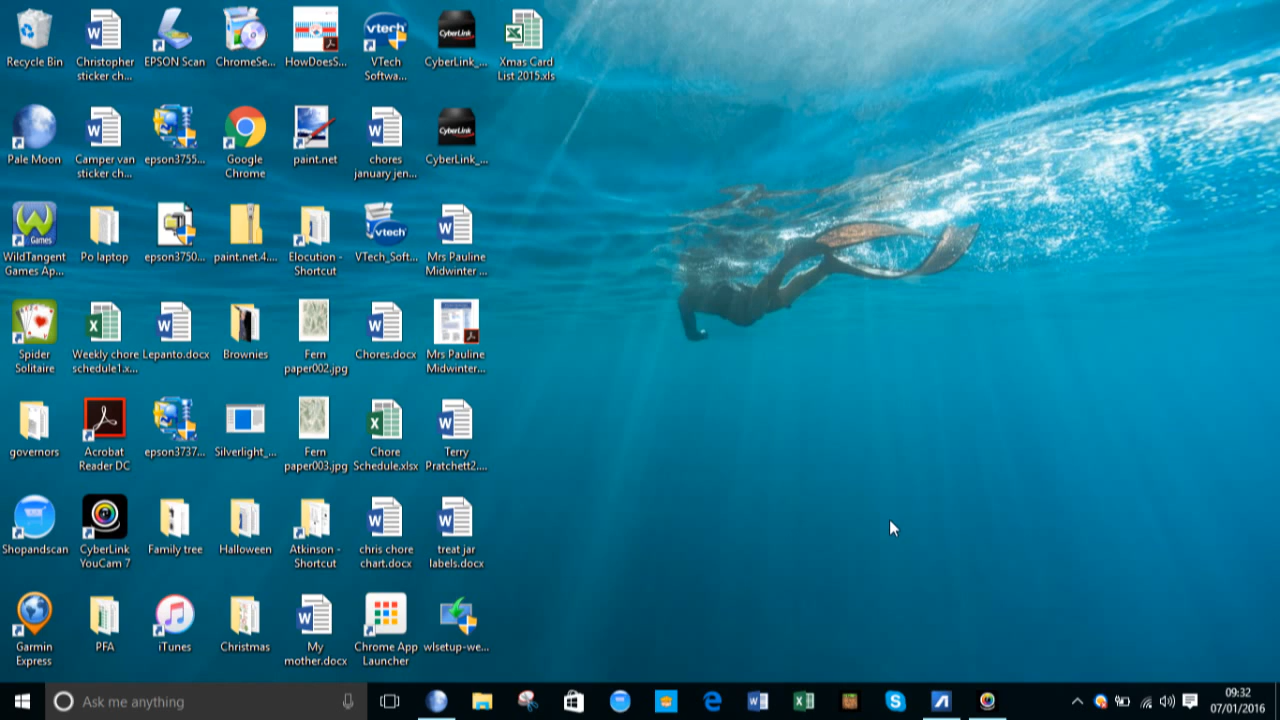 Recycle Bin
Christopher
sticker ch...
EPSON Scan
ChromeSe...
HowDoesS...
vtech
VTech
Softwa...
CyberLink
CyberLink_...
Xmas Card
List 2015.xls
Pale Moon
Camper van
sticker ch...
epson3755...
Google
Chrome
paint.net
chores
january jen...
CyberLink
CyberLink_...
Games
WildTangent
Games Ap...
Po laptop
epson3750...
paint.net.4....
Elocution -
Shortcut
vtech
VTech_Soft...
Mrs Pauline
Midwinter ...
Spider
Solitaire
Weekly chore
schedule1.x...
Lepanto.docx
Brownies
Fern
paper002.jpg
Chores.docx
Mrs Pauline
Midwinter...
governors
Acrobat
Reader DC
epson3737...
Silverlight_...
Fern
paper003.jpg
Chore
Schedule.xlsx
Terry
Pratchett2....
Shopandscan
CyberLink
YouCam 7
Family tree
Halloween
Atkinson -
Shortcut
chris chore
chart.docx
treat jar
labels.docx
Garmin
Express
PFA
iTunes
Christmas
My
mother.docx
Chrome App
Launcher
wlsetup-we...
Ask me anything
09:32
07/01/2016